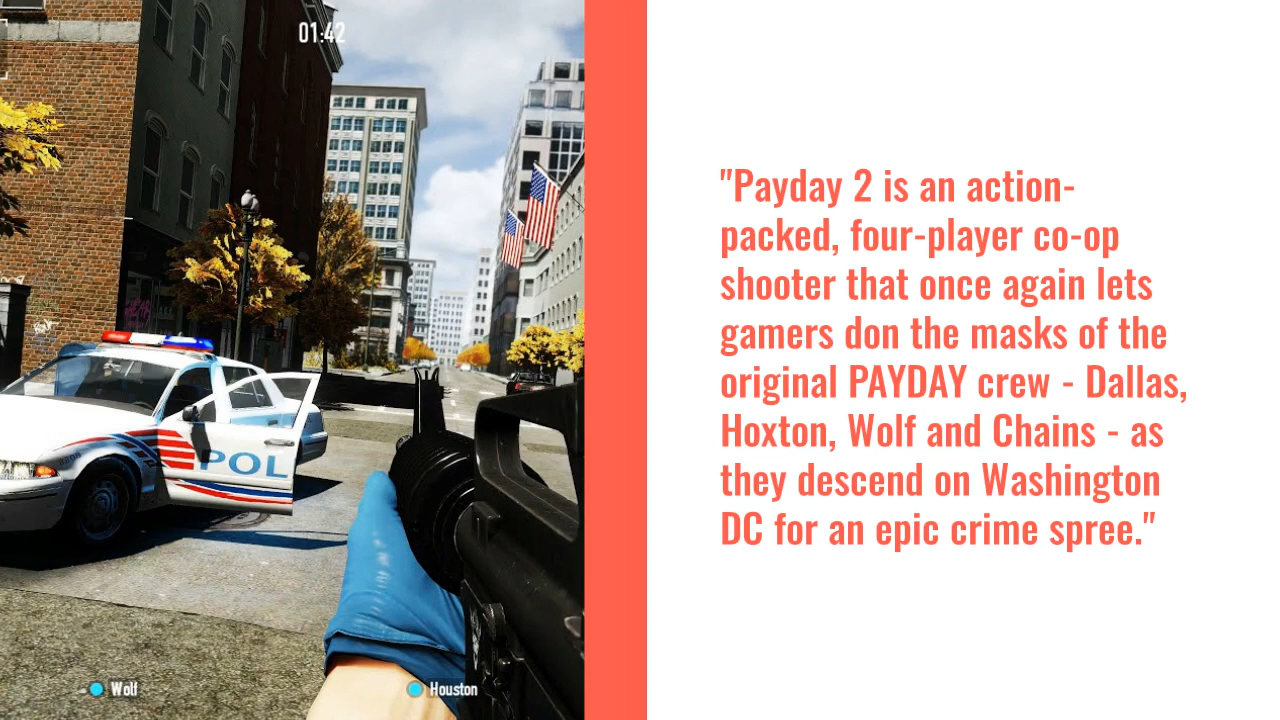 01:42
POL
Wolf
Houston
"Payday 2 is an action-
packed, four-player co-op
shooter that once again lets
gamers don the masks of the
original PAYDAY crew - Dallas,
Hoxton, Wolf and Chains - as
they descend on Washington
DC for an epic crime spree."